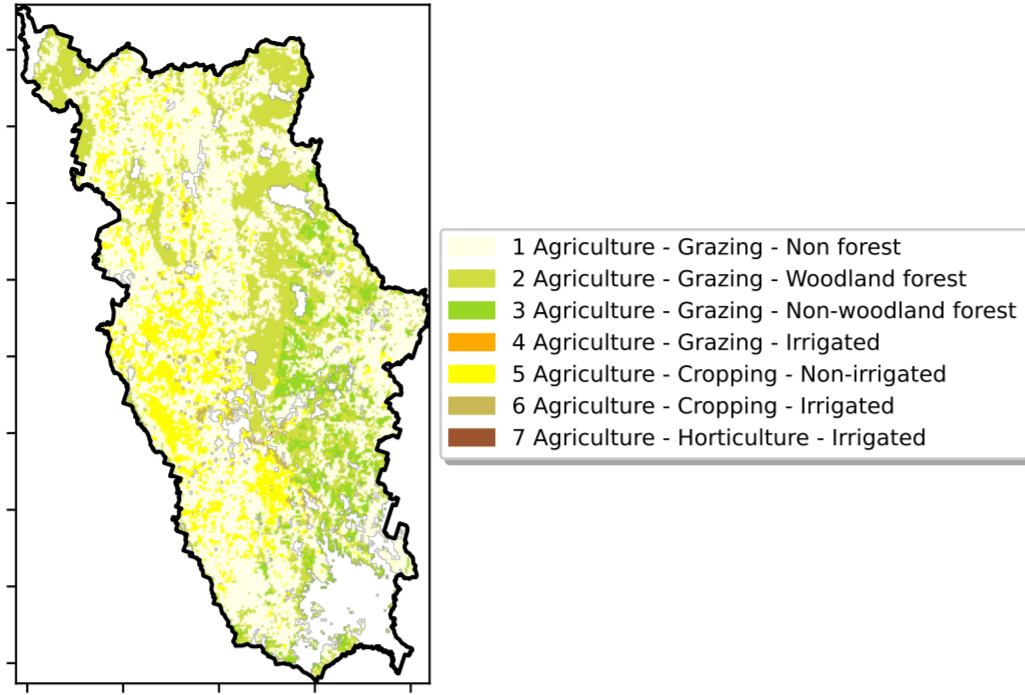 1 Agriculture - Grazing - Non forest
2 Agriculture - Grazing - Woodland forest
3 Agriculture - Grazing - Non-woodland forest
4 Agriculture - Grazing - Irrigated
5 Agriculture - Cropping - Non-irrigated
6 Agriculture - Cropping - Irrigated
7 Agriculture - Horticulture - Irrigated